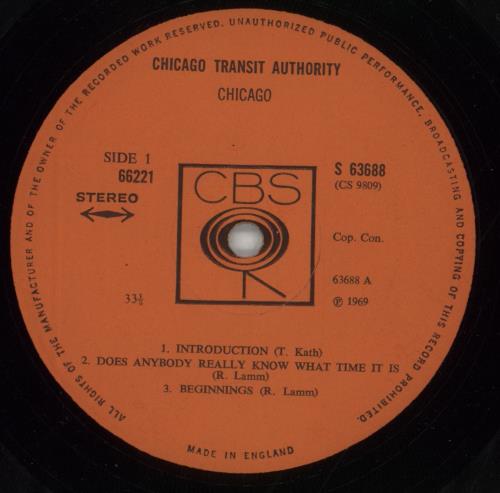 ALL RIGHTS OF THE MANUFACTURER AND OF THE OWNER OF THE RECORDED WORK RESERVED. UNAUTHORIZED PUBLIC PERFORMANCE, BROADCASTING AND COPYING OF THIS RECORD PROHIBITED.
CHICAGO TRANSIT AUTHORITY
CHICAGO
SIDE 1
66221
STEREO
S 63688
(CS 9809)
CBS
Cop. Con.
33⅓
63688 A
℗ 1969
1. INTRODUCTION (T. Kath)
2. DOES ANYBODY REALLY KNOW WHAT TIME IT IS
(R. Lamm)
3. BEGINNINGS (R. Lamm)
MADE IN ENGLAND